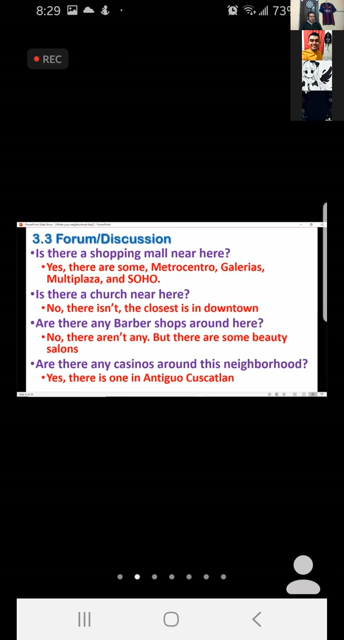 8:29
73%
REC
3.3 Forum/Discussion
•Is there a shopping mall near here?
•Yes, there are some, Metrocentro, Galerias,
Multiplaza, and SOHO.
•Is there a church near here?
•No, there isn't, the closest is in downtown
•Are there any Barber shops around here?
•No, there aren't any. But there are some beauty
salons
•Are there any casinos around this neighborhood?
•Yes, there is one in Antiguo Cuscatlan